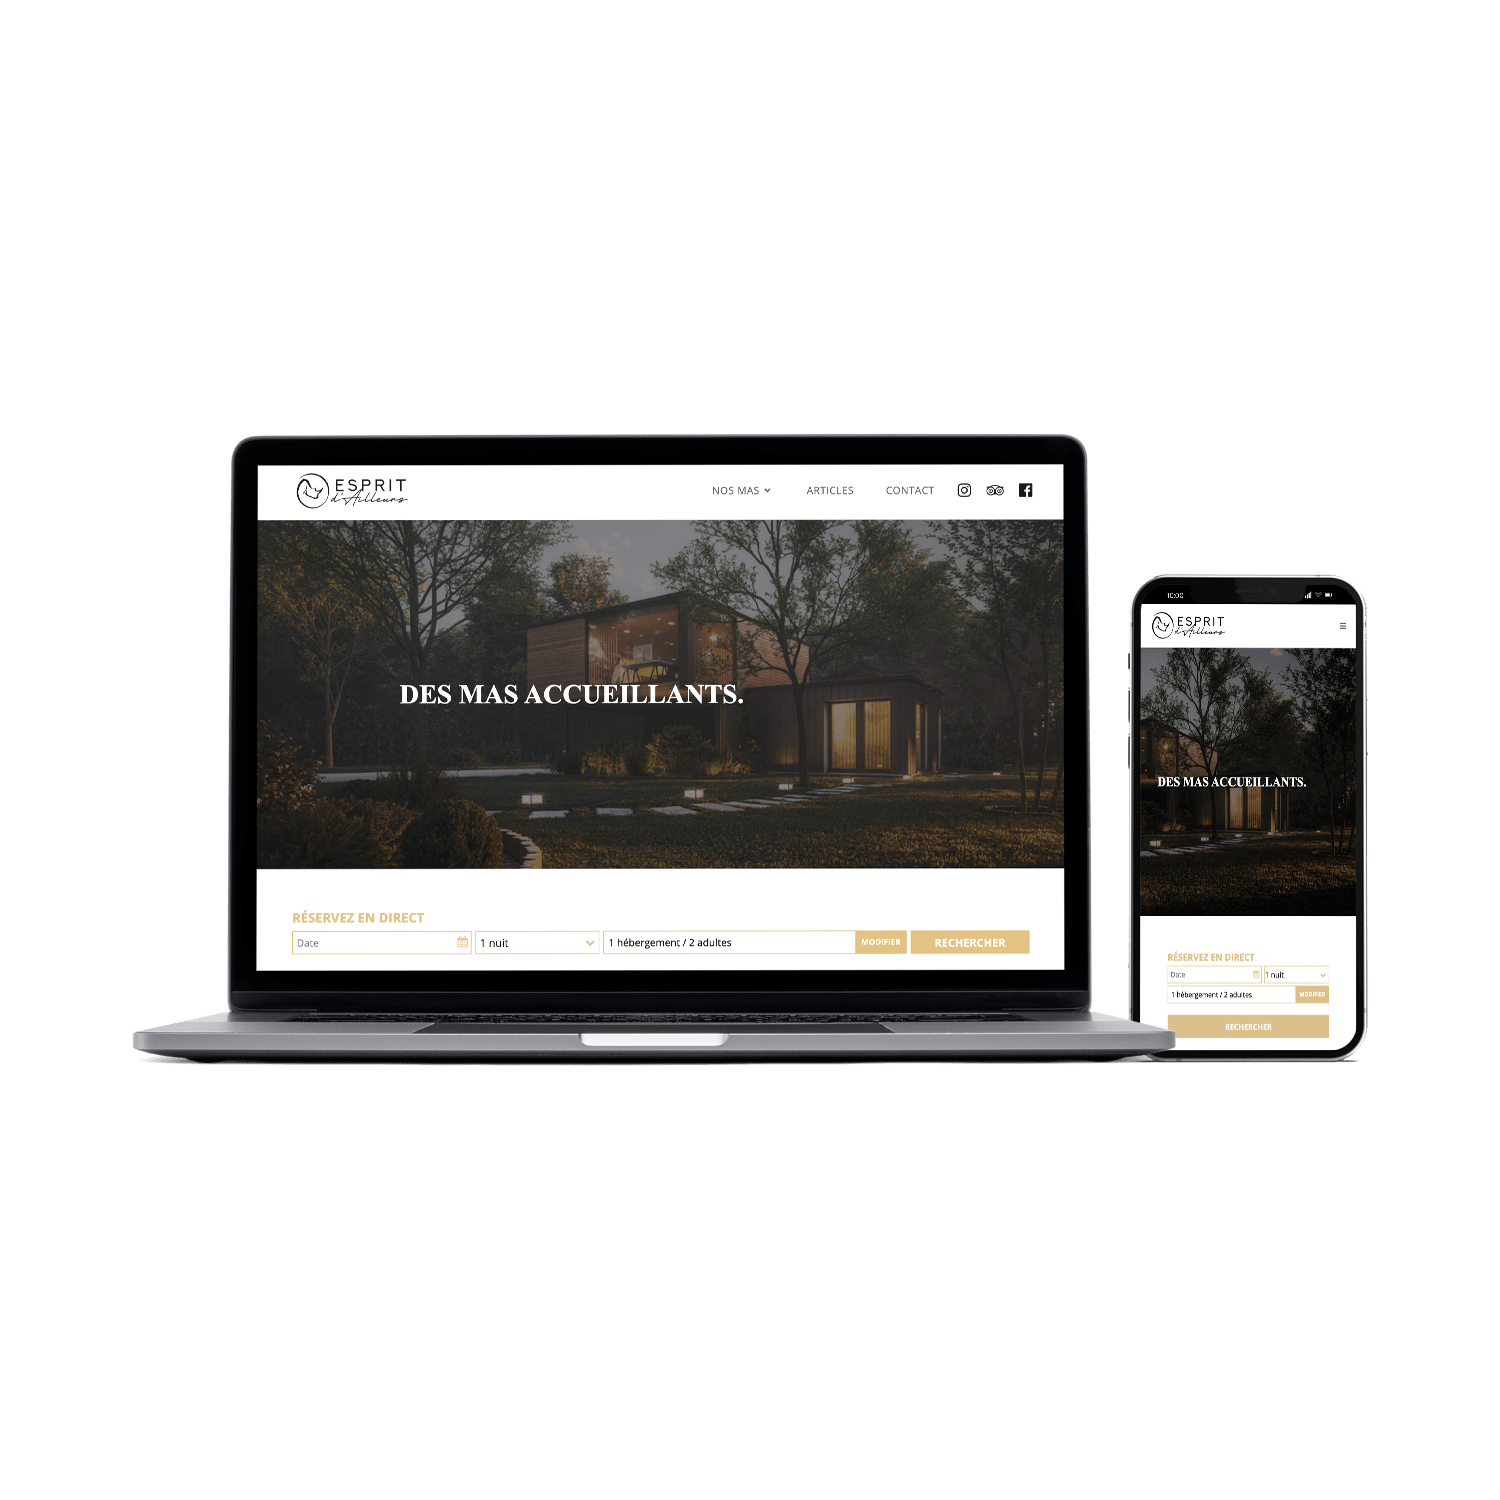 ESPRIT
d'Ailleurs
NOS MAS ARTICLES CONTACT
DES MAS ACCUEILLANTS.
RÉSERVEZ EN DIRECT
Date 1 nuit 1 hébergement / 2 adultes MODIFIER RECHERCHER
10:00
ESPRIT
d'Ailleurs
DES MAS ACCUEILLANTS.
RÉSERVEZ EN DIRECT
Date 1 nuit
1 hébergement / 2 adultes MODIFIER
RECHERCHER